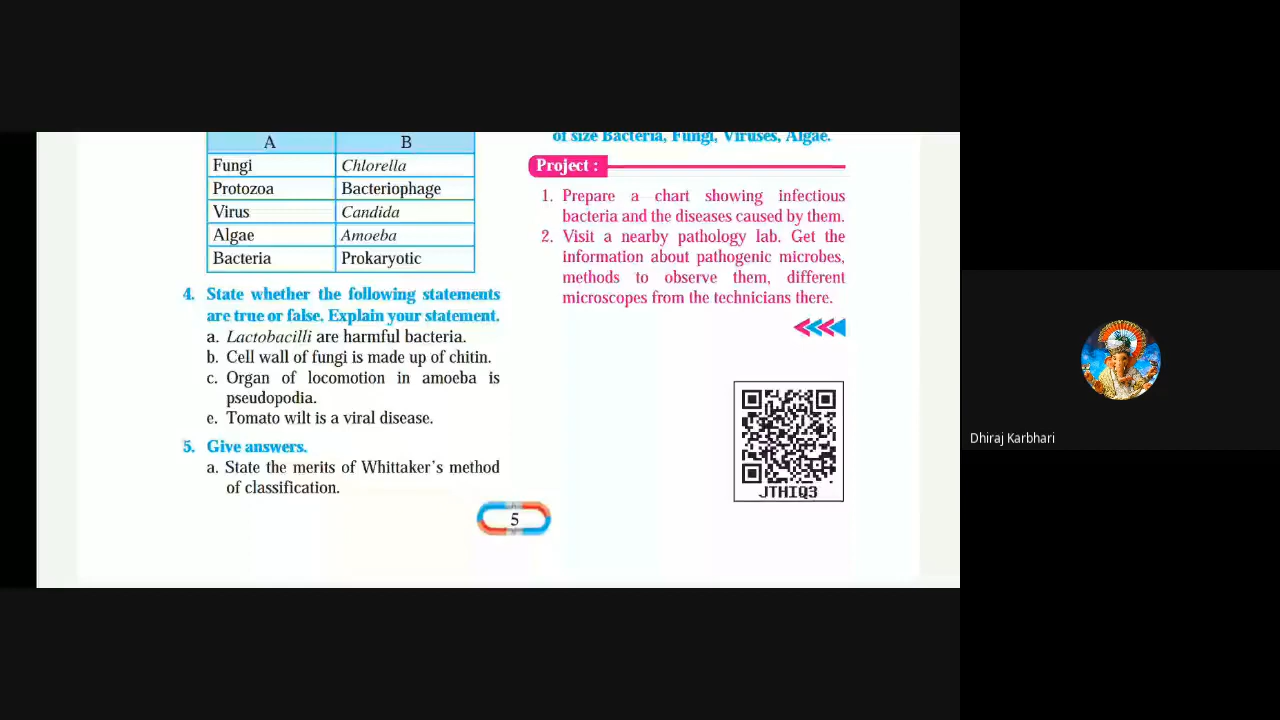 A B
Fungi Chlorella
Protozoa Bacteriophage
Virus Candida
Algae Amoeba
Bacteria Prokaryotic
4. State whether the following statements
are true or false. Explain your statement.
a. Lactobacilli are harmful bacteria.
b. Cell wall of fungi is made up of chitin.
c. Organ of locomotion in amoeba is
pseudopodia.
e. Tomato wilt is a viral disease.
5. Give answers.
a. State the merits of Whittaker's method
of classification.
of size Bacteria, Fungi, Viruses, Algae.
Project :
1. Prepare a chart showing infectious
bacteria and the diseases caused by them.
2. Visit a nearby pathology lab. Get the
information about pathogenic microbes,
methods to observe them, different
microscopes from the technicians there.
JTHIQ3
5
Dhiraj Karbhari